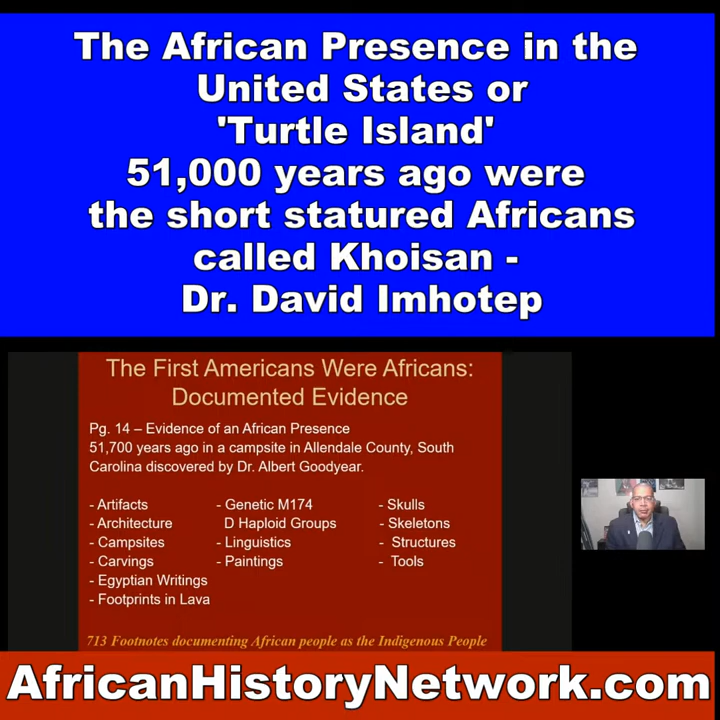 The African Presence in the
United States or
'Turtle Island'
51,000 years ago were
the short statured Africans
called Khoisan -
Dr. David Imhotep
The First Americans Were Africans:
Documented Evidence
Pg. 14 – Evidence of an African Presence
51,700 years ago in a campsite in Allendale County, South
Carolina discovered by Dr. Albert Goodyear.
- Artifacts
- Architecture
- Campsites
- Carvings
- Egyptian Writings
- Footprints in Lava
- Genetic M174
D Haploid Groups
- Linguistics
- Paintings
- Skulls
- Skeletons
- Structures
- Tools
713 Footnotes documenting African people as the Indigenous People
AfricanHistoryNetwork.com